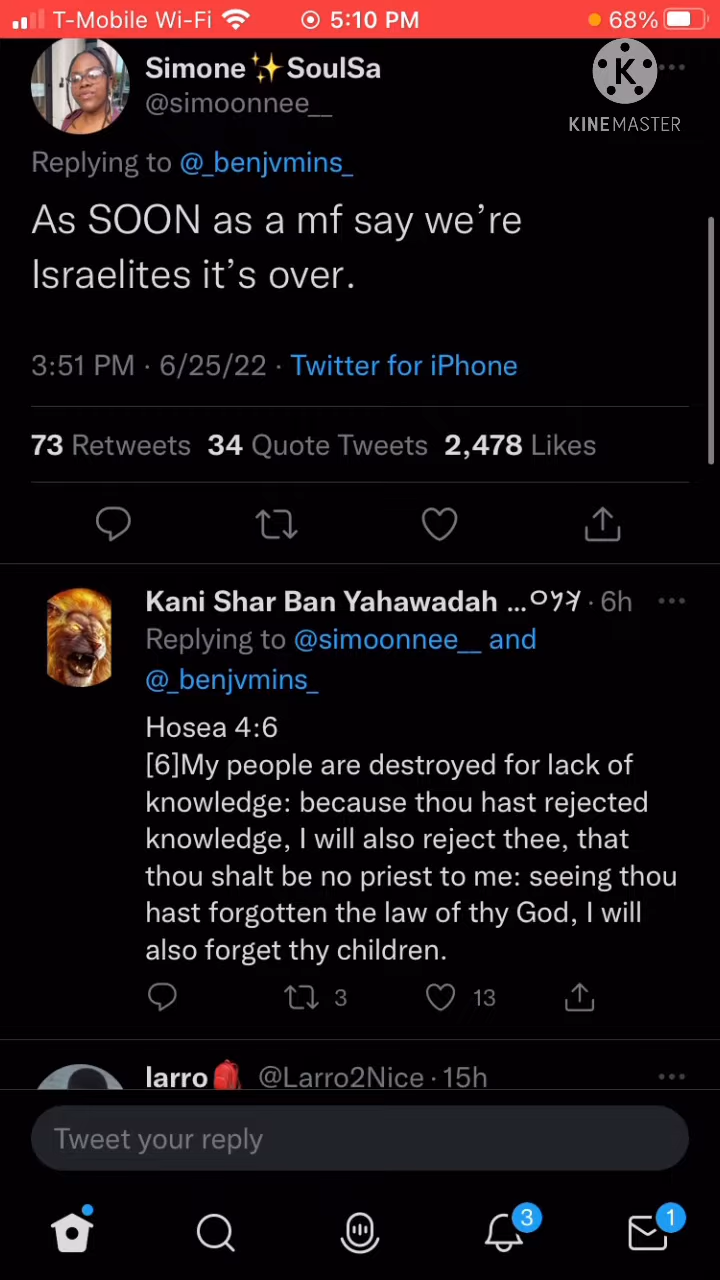 T-Mobile Wi-Fi 5:10 PM 68%
Simone✨SoulSa
@simoonnee__
K
KINEMASTER
Replying to @_benjvmins_
As SOON as a mf say we’re
Israelites it’s over.
3:51 PM · 6/25/22 · Twitter for iPhone
73 Retweets 34 Quote Tweets 2,478 Likes
Kani Shar Ban Yahawadah ...𐤏𐤅𐤄 · 6h
Replying to @simoonnee__ and
@_benjvmins_
Hosea 4:6
[6]My people are destroyed for lack of
knowledge: because thou hast rejected
knowledge, I will also reject thee, that
thou shalt be no priest to me: seeing thou
hast forgotten the law of thy God, I will
also forget thy children.
3 13
larro🎒 @Larro2Nice · 15h
Tweet your reply
3 1